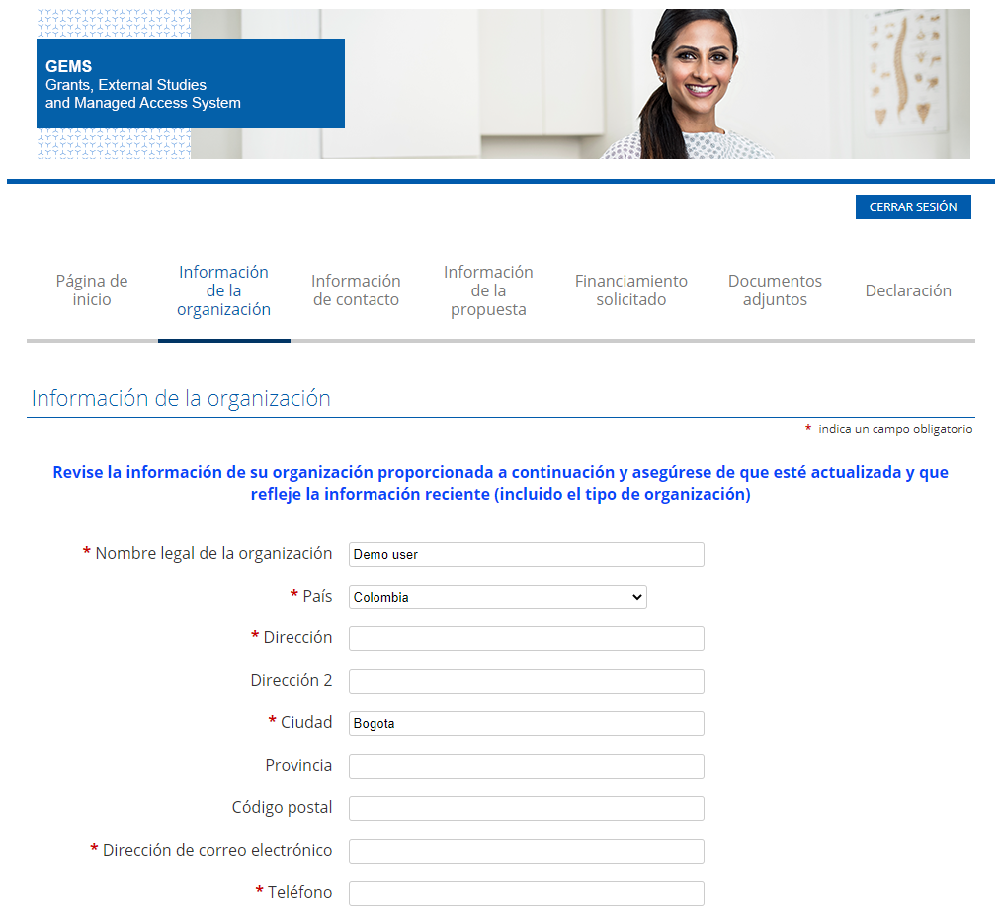 GEMS
Grants, External Studies
and Managed Access System
CERRAR SESIÓN
Página de
inicio
Información
de la
organización
Información
de contacto
Información
de la
propuesta
Financiamiento
solicitado
Documentos
adjuntos
Declaración
Información de la organización
* indica un campo obligatorio
Revise la información de su organización proporcionada a continuación y asegúrese de que esté actualizada y que
refleje la información reciente (incluido el tipo de organización)
* Nombre legal de la organización Demo user
* País Colombia
* Dirección
Dirección 2
* Ciudad Bogota
Provincia
Código postal
* Dirección de correo electrónico
* Teléfono